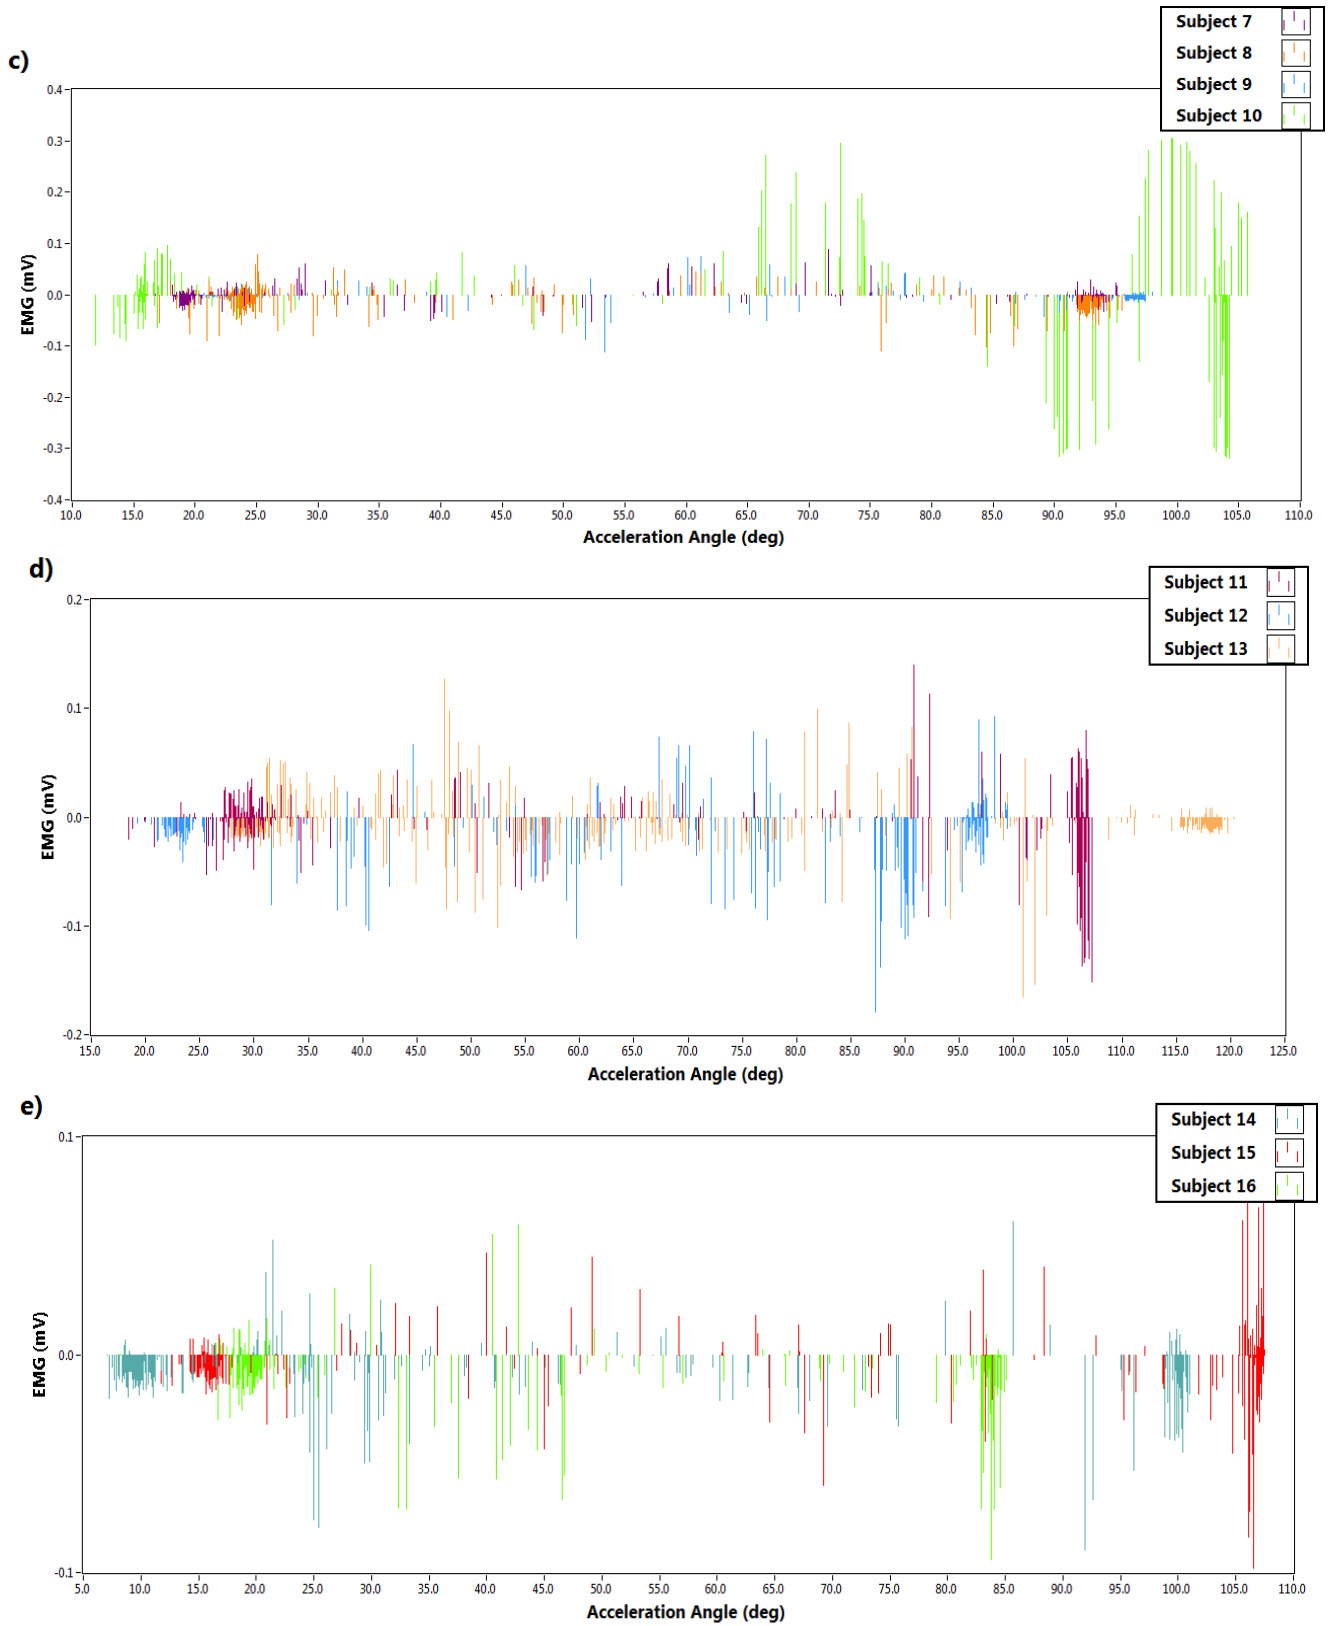 Subject 7
Subject 8
Subject 9
Subject 10
c)
0.4
0.3
0.2
0.1
0.0
-0.1
-0.2
-0.3
-0.4
EMG (mV)
10.0 15.0 20.0 25.0 30.0 35.0 40.0 45.0 50.0 55.0 60.0 65.0 70.0 75.0 80.0 85.0 90.0 95.0 100.0 105.0 110.0
Acceleration Angle (deg)
d)
Subject 11
Subject 12
Subject 13
0.2
0.1
0.0
-0.1
-0.2
EMG (mV)
15.0 20.0 25.0 30.0 35.0 40.0 45.0 50.0 55.0 60.0 65.0 70.0 75.0 80.0 85.0 90.0 95.0 100.0 105.0 110.0 115.0 120.0 125.0
Acceleration Angle (deg)
e)
Subject 14
Subject 15
Subject 16
0.1
0.0
-0.1
EMG (mV)
5.0 10.0 15.0 20.0 25.0 30.0 35.0 40.0 45.0 50.0 55.0 60.0 65.0 70.0 75.0 80.0 85.0 90.0 95.0 100.0 105.0 110.0
Acceleration Angle (deg)